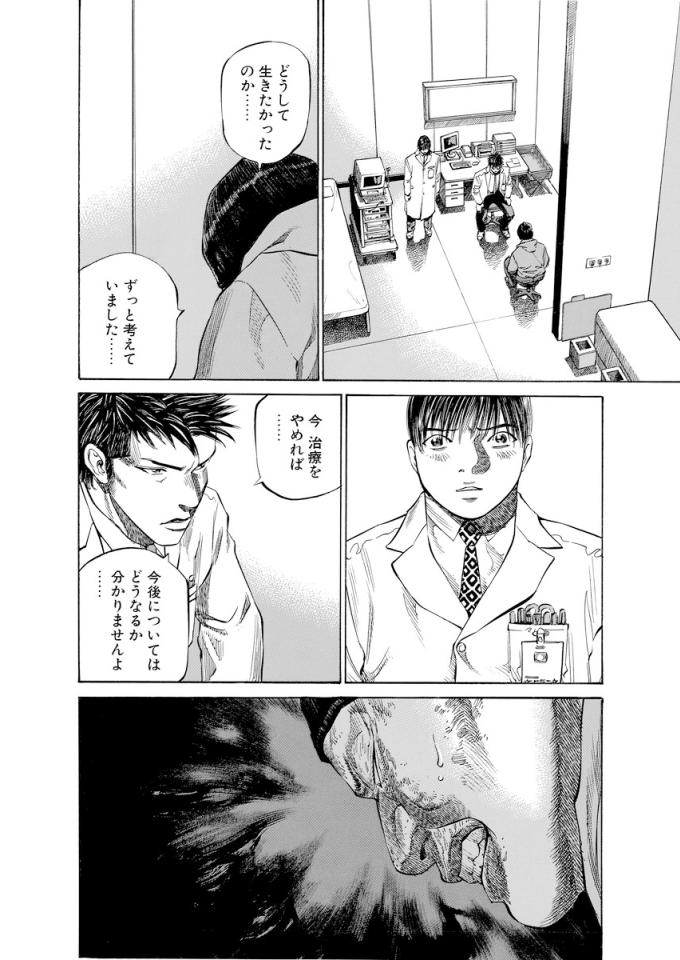 どうして
生きたかった
のか……
ずっと考えて
いました……
今 治療を
やめれば
……
今後については
どうなるか
分かりませんよ
……